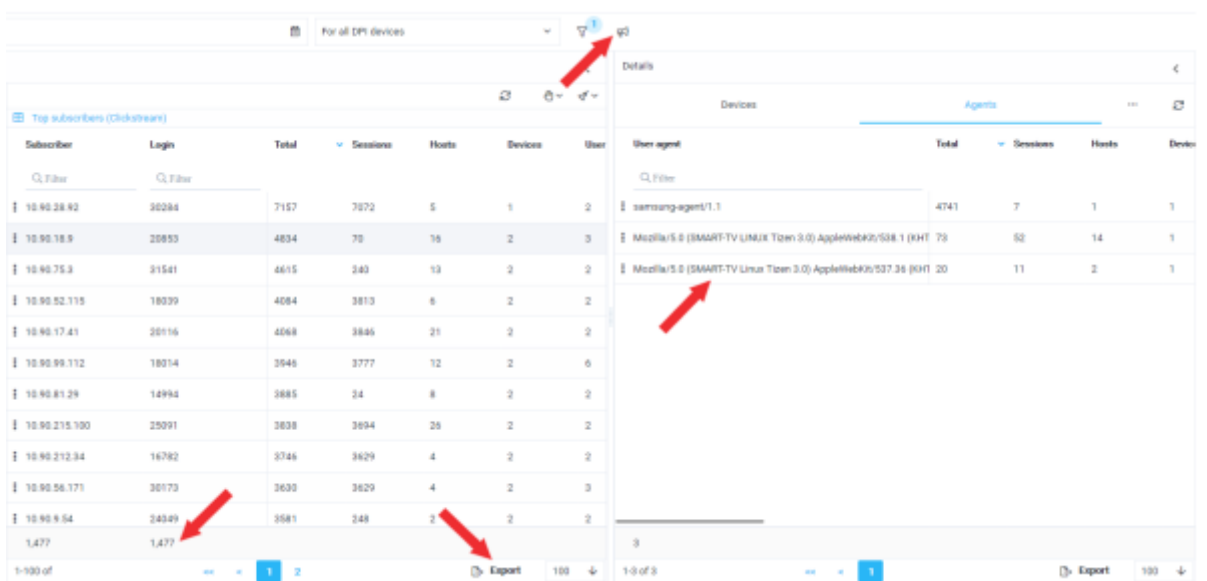 For all DPI devices 1
Details
Devices Agents ...
Top subscribers (Clickstream)
Subscriber Login Total Sessions Hosts Devices User
User agent Total Sessions Hosts Devic
Filter Filter
Filter
10.90.28.92 30284 7157 7072 5 1 2
samsung-agent/1.1 4741 7 1 1
10.90.18.9 20853 4834 70 16 2 3
Mozilla/5.0 (SMART-TV LINUX Tizen 3.0) AppleWebKit/538.1 (KHT 73 52 14 1
10.90.75.3 31541 4615 240 13 2 2
Mozilla/5.0 (SMART-TV Linux Tizen 3.0) AppleWebKit/537.36 (KHT 20 11 2 1
10.90.52.115 18039 4084 3813 6 2 2
10.90.17.41 20116 4068 3846 21 2 2
10.90.99.112 18014 3946 3777 12 2 6
10.90.81.29 14994 3885 24 8 2 2
10.90.215.100 25091 3838 3694 26 2 2
10.90.212.34 16782 3746 3629 4 2 2
10.90.56.171 30173 3630 3629 4 2 3
10.90.9.54 24049 3581 248 2 2 2
1,477 1,477
3
1-100 of « « 1 2 Export 100
1-3 of 3 « « 1 Export 100